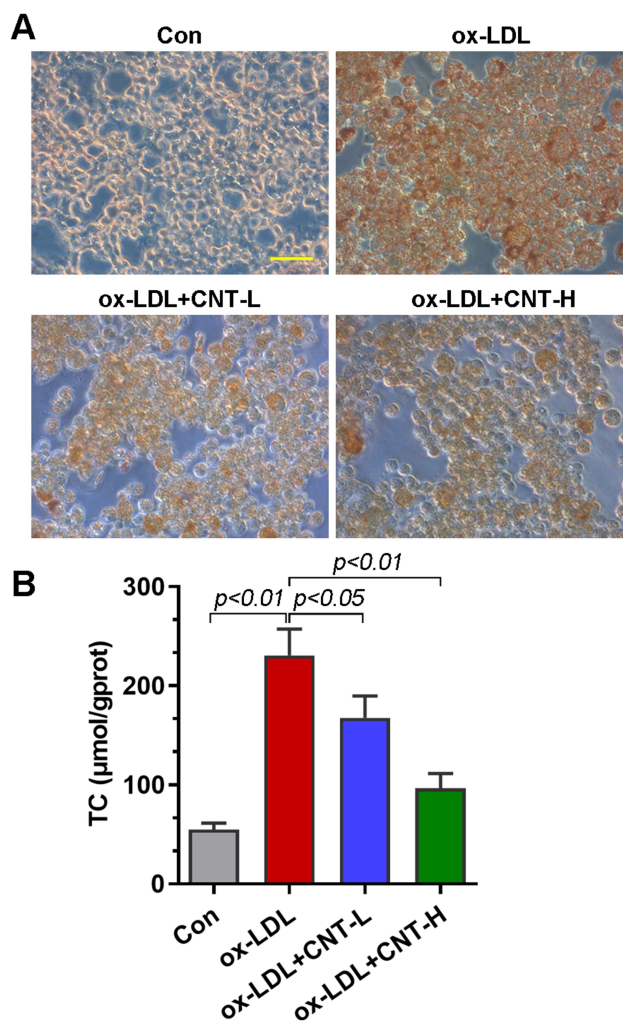 A
Con
ox-LDL
ox-LDL+CNT-L
ox-LDL+CNT-H
B
p<0.01
p<0.01
p<0.05
300
200
100
0
TC (μmol/gprot)
Con
ox-LDL
ox-LDL+CNT-L
ox-LDL+CNT-H